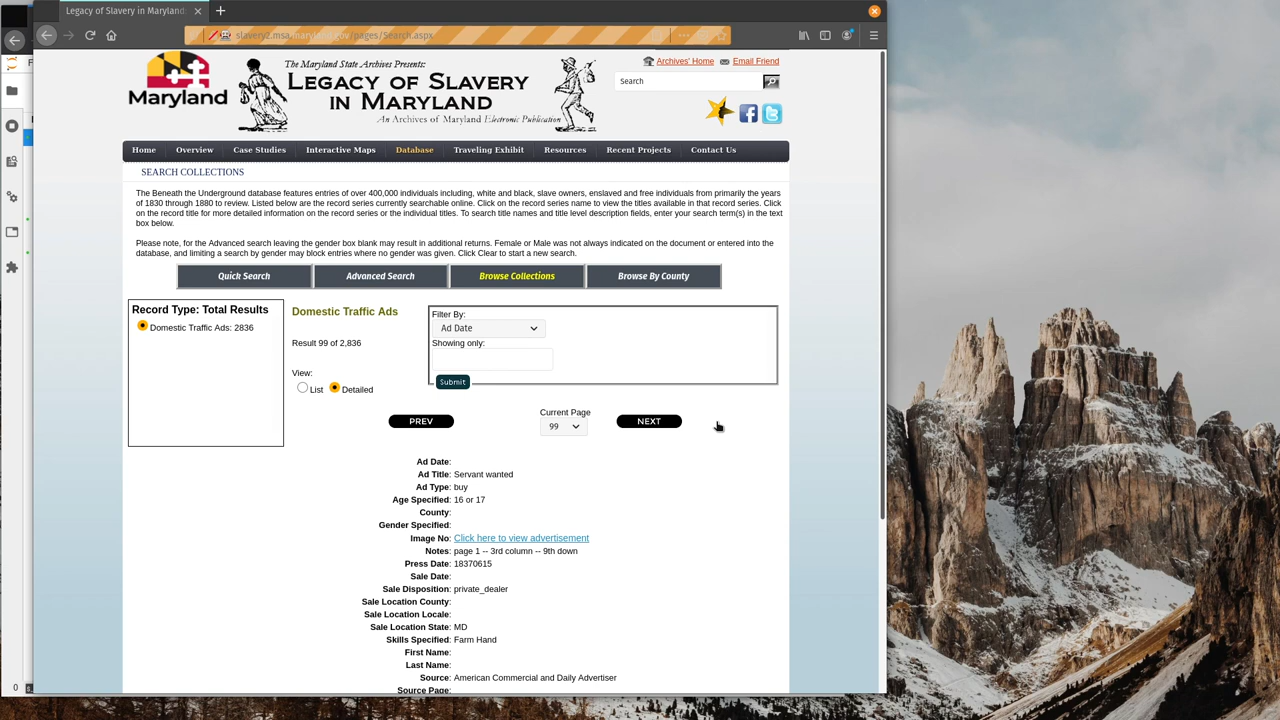 Legacy of Slavery in Maryland:
slavery2.msa.maryland.gov/pages/Search.aspx
The Maryland State Archives Presents:
LEGACY OF SLAVERY
IN MARYLAND
An Archives of Maryland Electronic Publication
Maryland
Archives' Home
Email Friend
Search
Home
Overview
Case Studies
Interactive Maps
Database
Traveling Exhibit
Resources
Recent Projects
Contact Us
SEARCH COLLECTIONS
The Beneath the Underground database features entries of over 400,000 individuals including, white and black, slave owners, enslaved and free individuals from primarily the years
of 1830 through 1880 to review. Listed below are the record series currently searchable online. Click on the record series name to view the titles available in that record series. Click
on the record title for more detailed information on the record series or the individual titles. To search title names and title level description fields, enter your search term(s) in the text
box below.
Please note, for the Advanced search leaving the gender box blank may result in additional returns. Female or Male was not always indicated on the document or entered into the
database, and limiting a search by gender may block entries where no gender was given. Click Clear to start a new search.
Quick Search
Advanced Search
Browse Collections
Browse By County
Record Type: Total Results
Domestic Traffic Ads: 2836
Domestic Traffic Ads
Result 99 of 2,836
View:
List
Detailed
Filter By:
Ad Date
Showing only:
Submit
PREV
Current Page
99
NEXT
Ad Date:
Ad Title: Servant wanted
Ad Type: buy
Age Specified: 16 or 17
County:
Gender Specified:
Image No: Click here to view advertisement
Notes: page 1 -- 3rd column -- 9th down
Press Date: 18370615
Sale Date:
Sale Disposition: private_dealer
Sale Location County:
Sale Location Locale:
Sale Location State: MD
Skills Specified: Farm Hand
First Name:
Last Name:
Source: American Commercial and Daily Advertiser
Source Page:
0